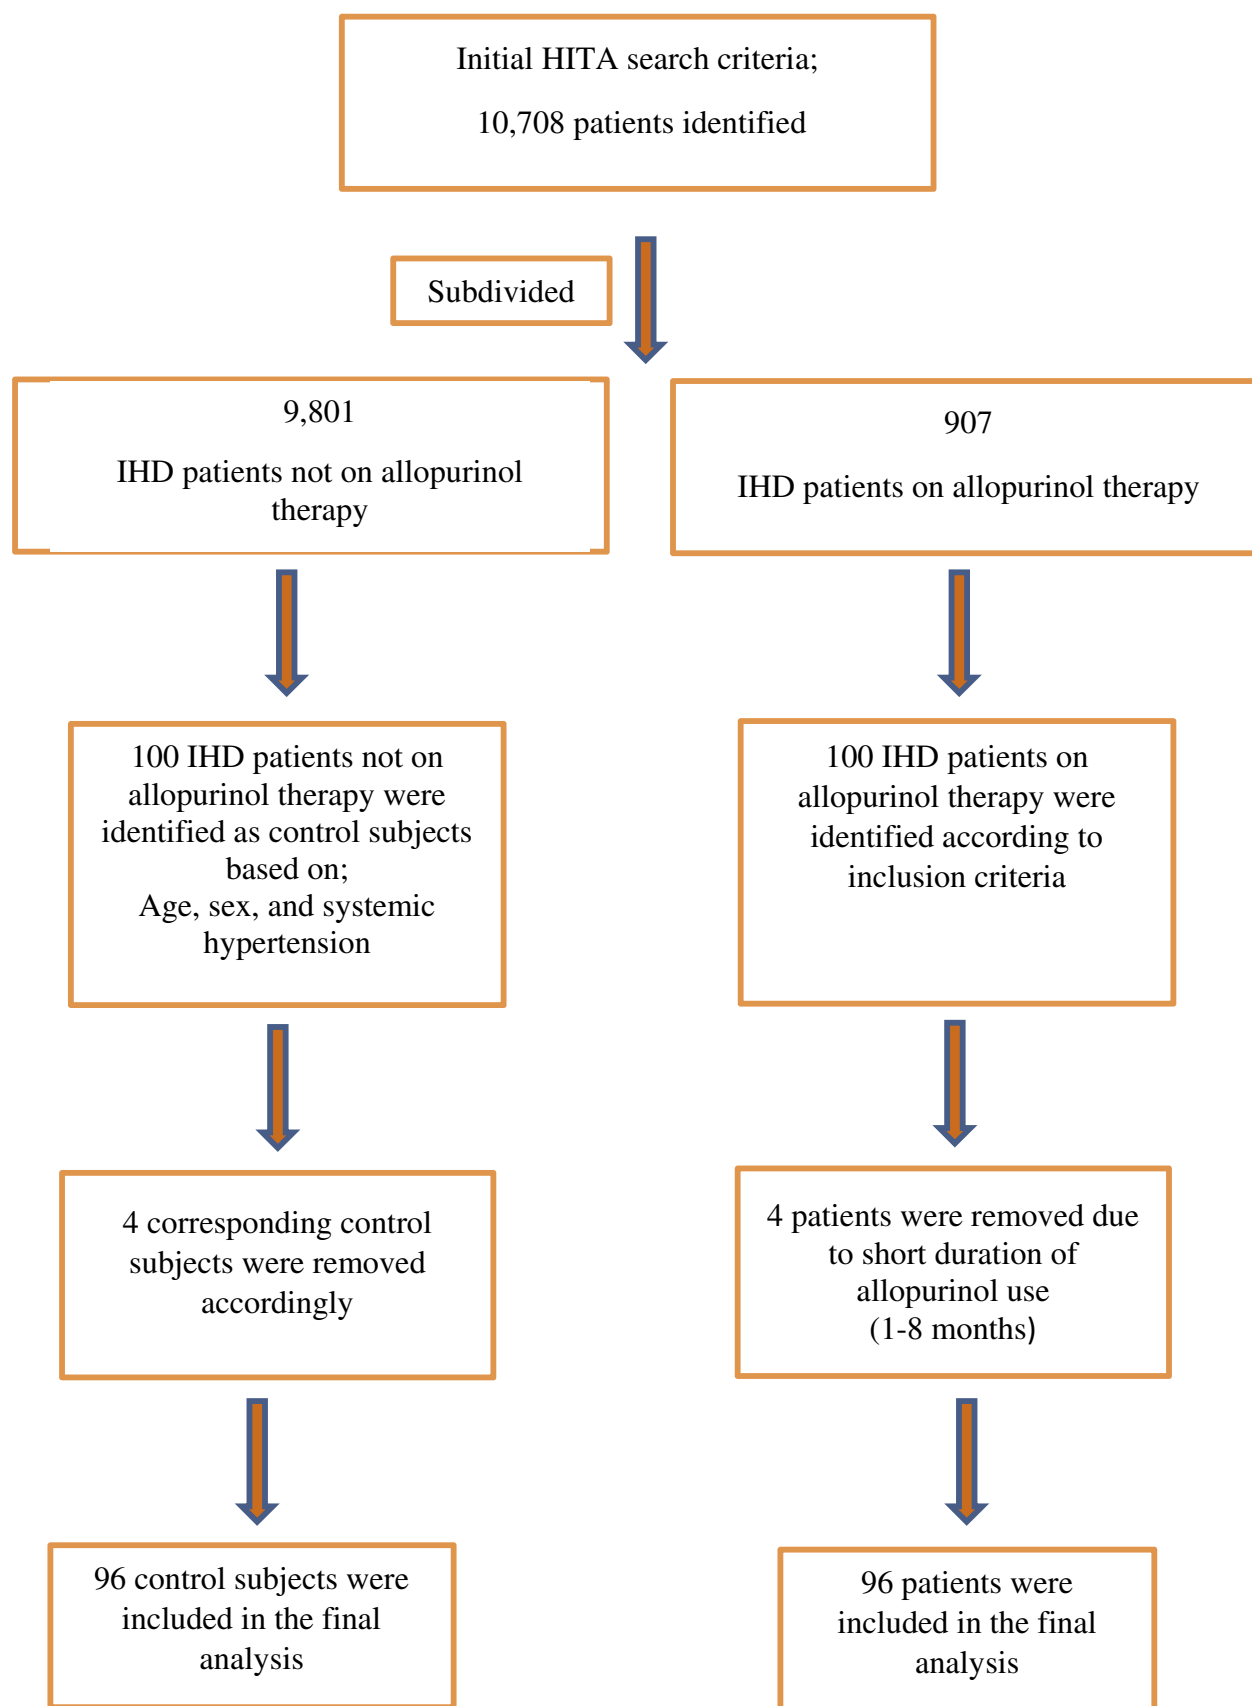 Initial HITA search criteria;
10,708 patients identified
Subdivided
9,801
IHD patients not on allopurinol
therapy
907
IHD patients on allopurinol therapy
100 IHD patients not on
allopurinol therapy were
identified as control subjects
based on;
Age, sex, and systemic
hypertension
100 IHD patients on
allopurinol therapy were
identified according to
inclusion criteria
4 corresponding control
subjects were removed
accordingly
4 patients were removed due
to short duration of
allopurinol use
(1-8 months)
96 control subjects were
included in the final
analysis
96 patients were
included in the final
analysis